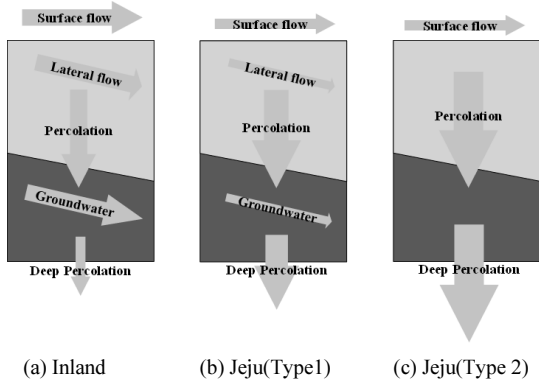 Surface flow
Lateral flow
Percolation
Groundwater
Deep Percolation
(a) Inland
Surface flow
Lateral flow
Percolation
Groundwater
Deep Percolation
(b) Jeju(Type1)
Surface flow
Percolation
Deep Percolation
(c) Jeju(Type 2)